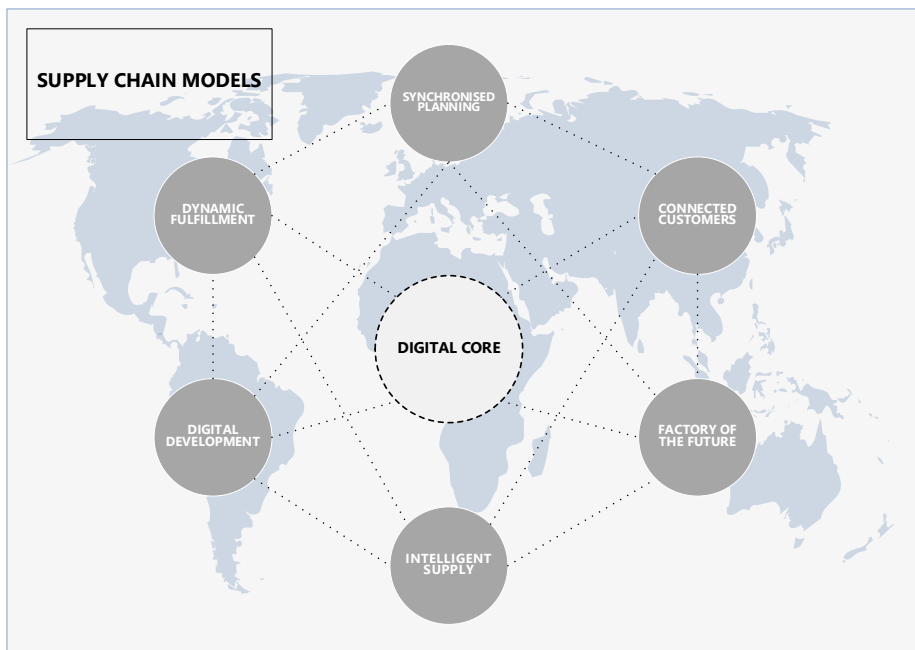 SUPPLY CHAIN MODELS
SYNCHRONISED
PLANNING
DYNAMIC
FULFILLMENT
CONNECTED
CUSTOMERS
DIGITAL CORE
DIGITAL
DEVELOPMENT
FACTORY OF
THE FUTURE
INTELLIGENT
SUPPLY